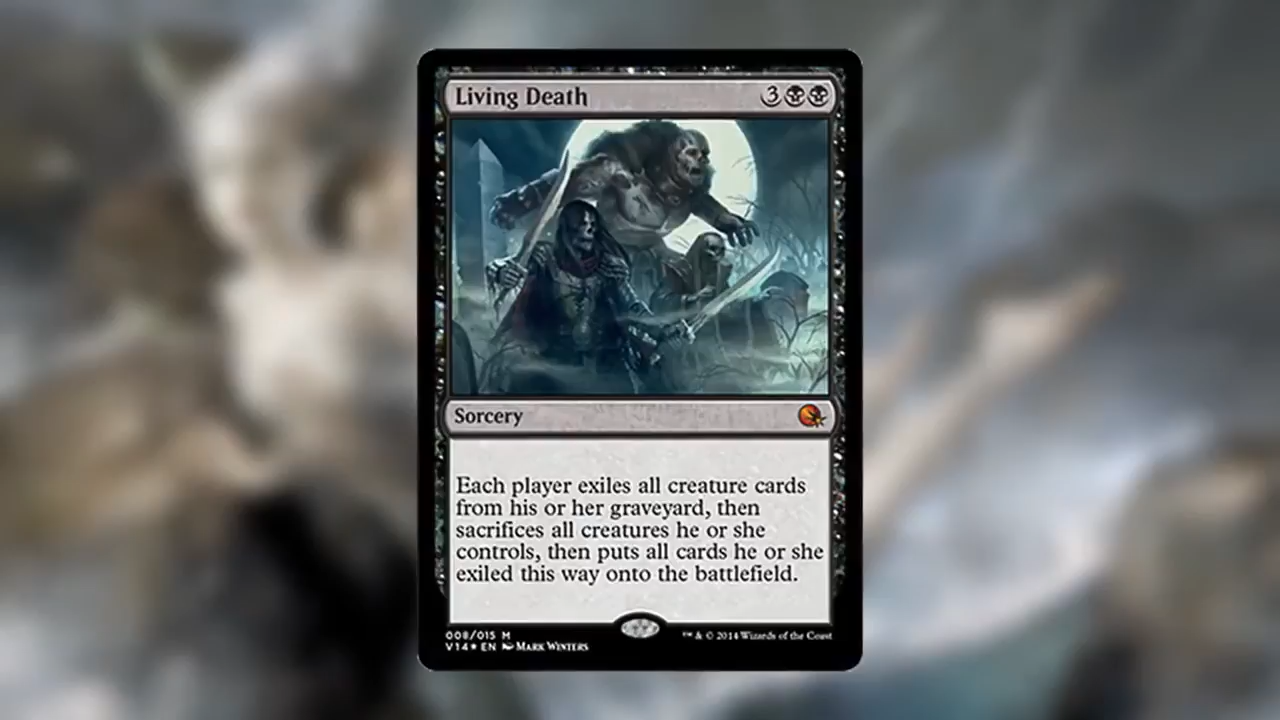 Living Death 3
Sorcery
Each player exiles all creature cards
from his or her graveyard, then
sacrifices all creatures he or she
controls, then puts all cards he or she
exiled this way onto the battlefield.
008/015 M
V14★EN Mark Winters
™ & © 2014 Wizards of the Coast